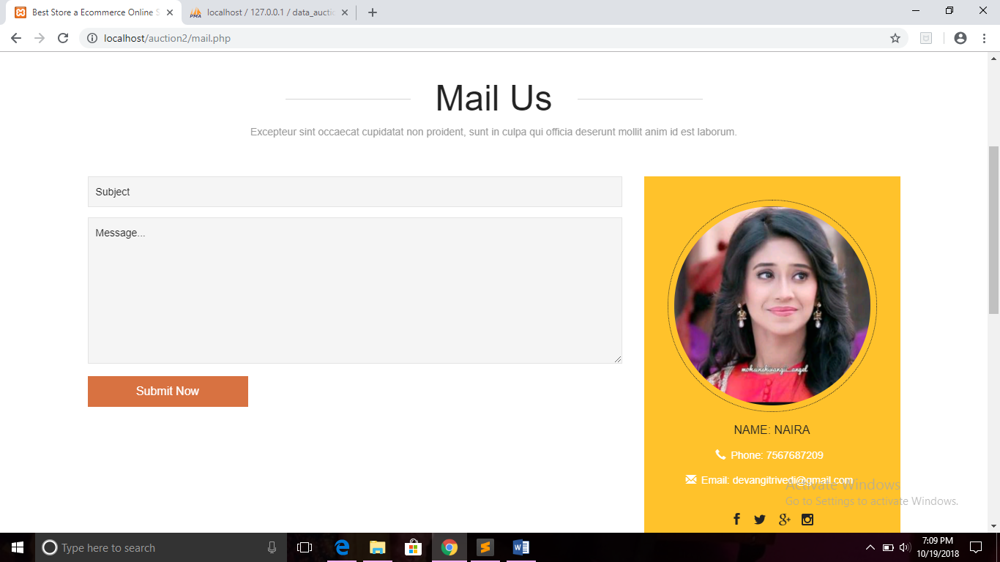 Best Store a Ecommerce Online S
localhost / 127.0.0.1 / data_auctio
localhost/auction2/mail.php
Mail Us
Excepteur sint occaecat cupidatat non proident, sunt in culpa qui officia deserunt mollit anim id est laborum.
Subject
Message...
Submit Now
mohsinshivangii_angel
NAME: NAIRA
Phone: 7567687209
Email: devangitrivedi@gmail.com
Activate Windows
Go to Settings to activate Windows.
Type here to search
7:09 PM
10/19/2018